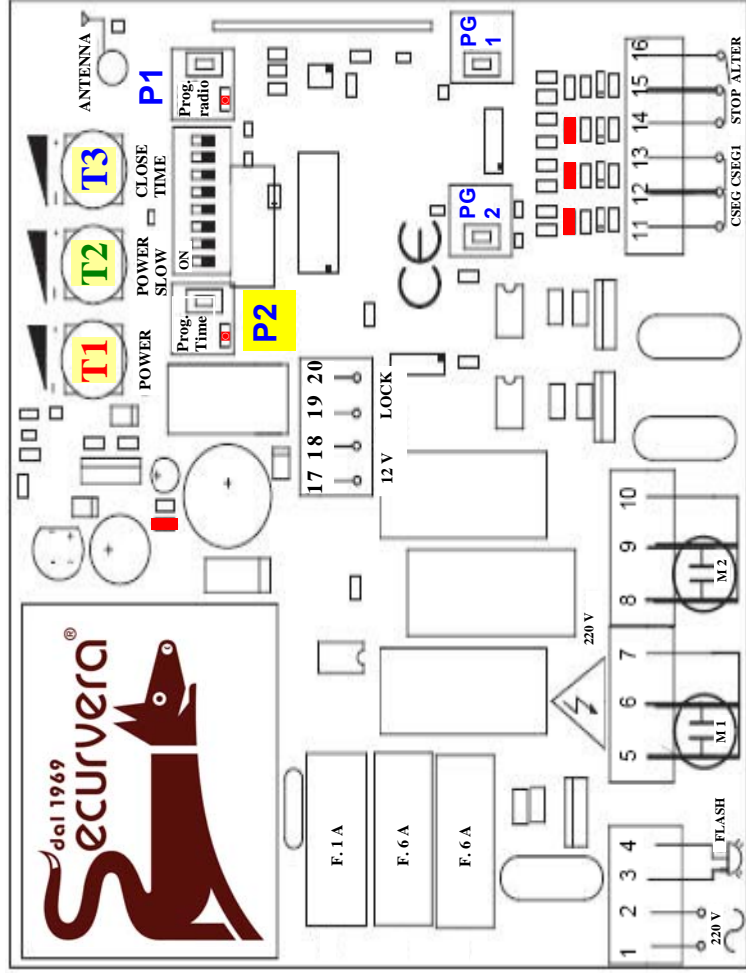 ANTENNA
P1
Prog.
radio
PG
1
T3
CLOSE
TIME
T2
POWER
SLOW
ON
T1
POWER
Prog.
Time
P2
PG
2
CE
16
15
14
13
12
11
ALTER
STOP
CSEG1
CSEG
17 18 19 20
12 V
LOCK
dal 1969
ecurvera®
F. 1 A
F. 6 A
F. 6 A
220 V
10
9
8
M 2
7
6
5
M 1
4
3
2
1
FLASH
220 V